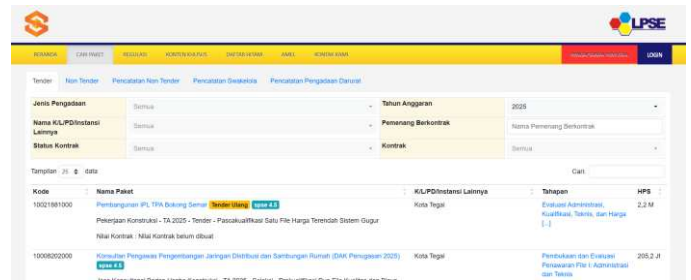 LPSE
BERANDA CARI PAKET REGULASI KONTEN KHUSUS DAFTAR HITAM AMEL KONTAK KAMI LOGIN
Tender Non Tender Pencatatan Non Tender Pencatatan Swakelola Pencatatan Pengadaan Darurat
Jenis Pengadaan Semua Tahun Anggaran 2025
Nama K/L/PD/Instansi Lainnya Semua Pemenang Berkontrak Nama Pemenang Berkontrak
Status Kontrak Semua Kontrak Semua
Tampilan 25 data Cari:
Kode Nama Paket K/L/PD/Instansi Lainnya Tahapan HPS
10021881000 Pembangunan IPL TPA Bokong Semar Tender Ulang spse 4.5 Kota Tegal Evaluasi Administrasi, Kualifikasi, Teknis, dan Harga [...] 2,2 M
Pekerjaan Konstruksi - TA 2025 - Tender - Pascakualifikasi Satu File Harga Terendah Sistem Gugur
Nilai Kontrak : Nilai Kontrak belum dibuat
10008202000 Konsultan Pengawas Pengembangan Jaringan Distribusi dan Sambungan Rumah (DAK Penugasan 2025) spse 4.5 Kota Tegal Pembukaan dan Evaluasi Penawaran File I: Administrasi dan Teknis 205,2 Jt